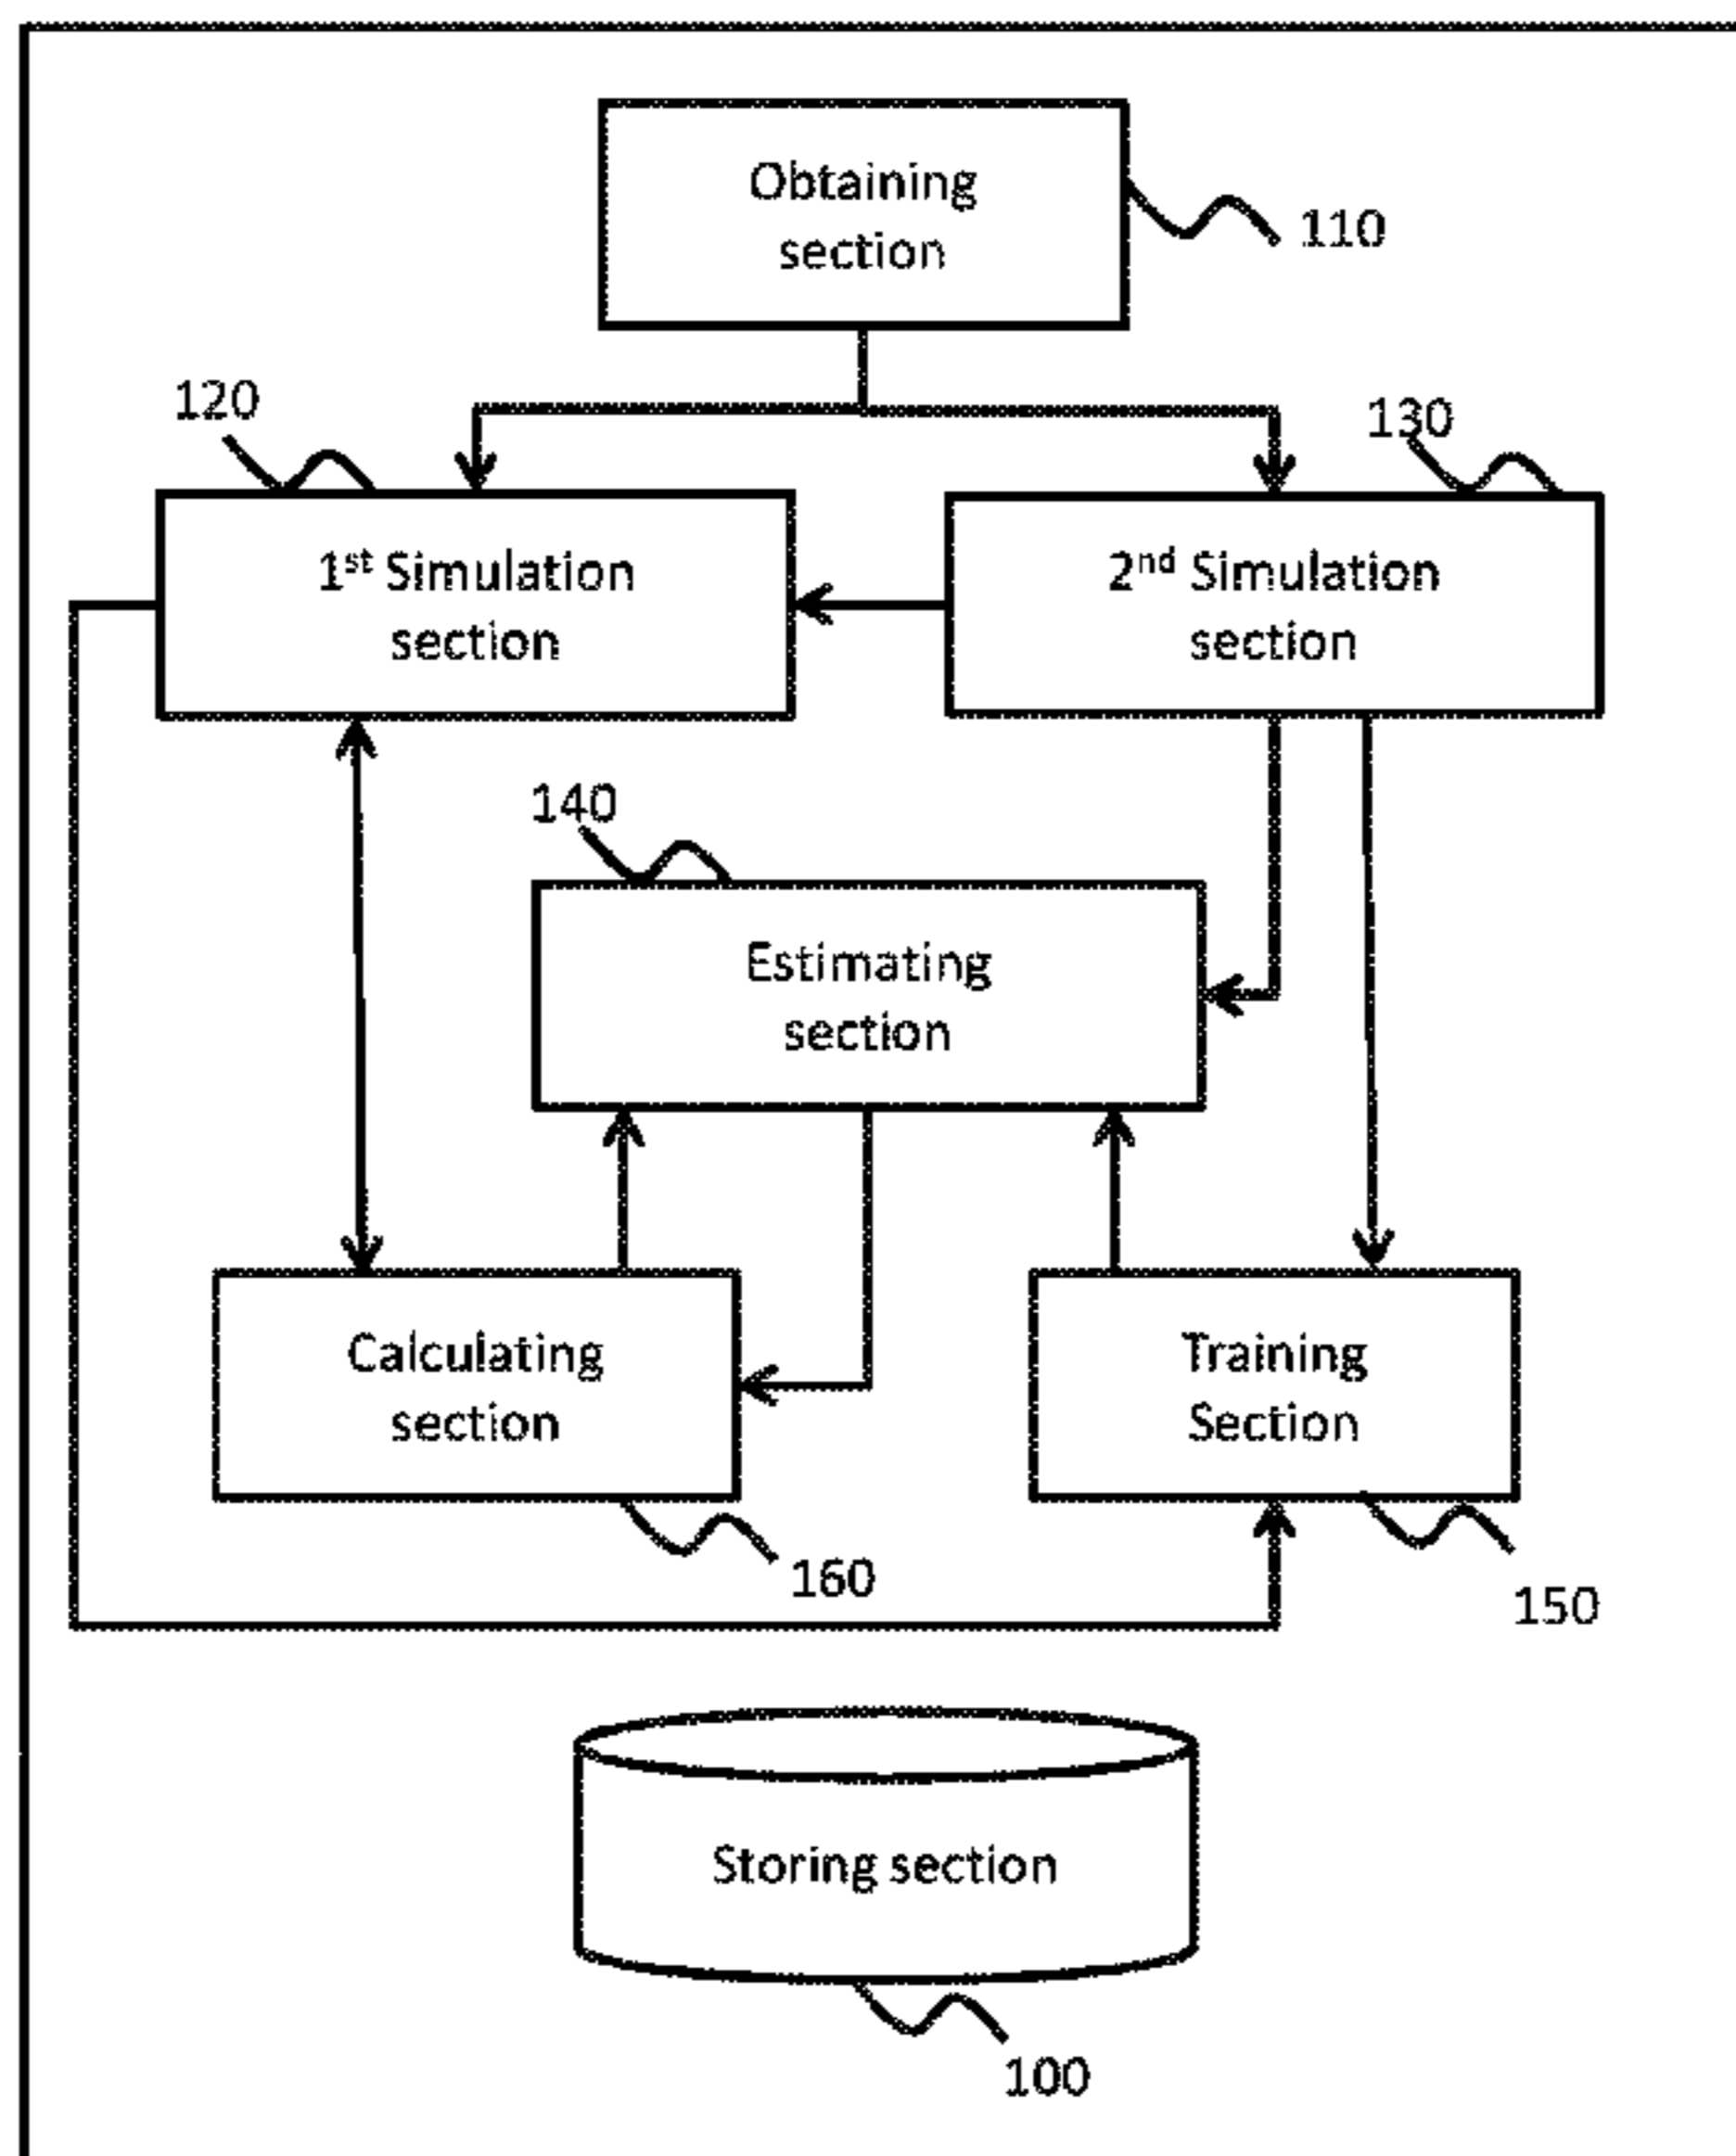 Obtaining
section
110
120
130
1st Simulation
section
2nd Simulation
section
140
Estimating
section
Calculating
section
Training
Section
160
150
Storing section
100